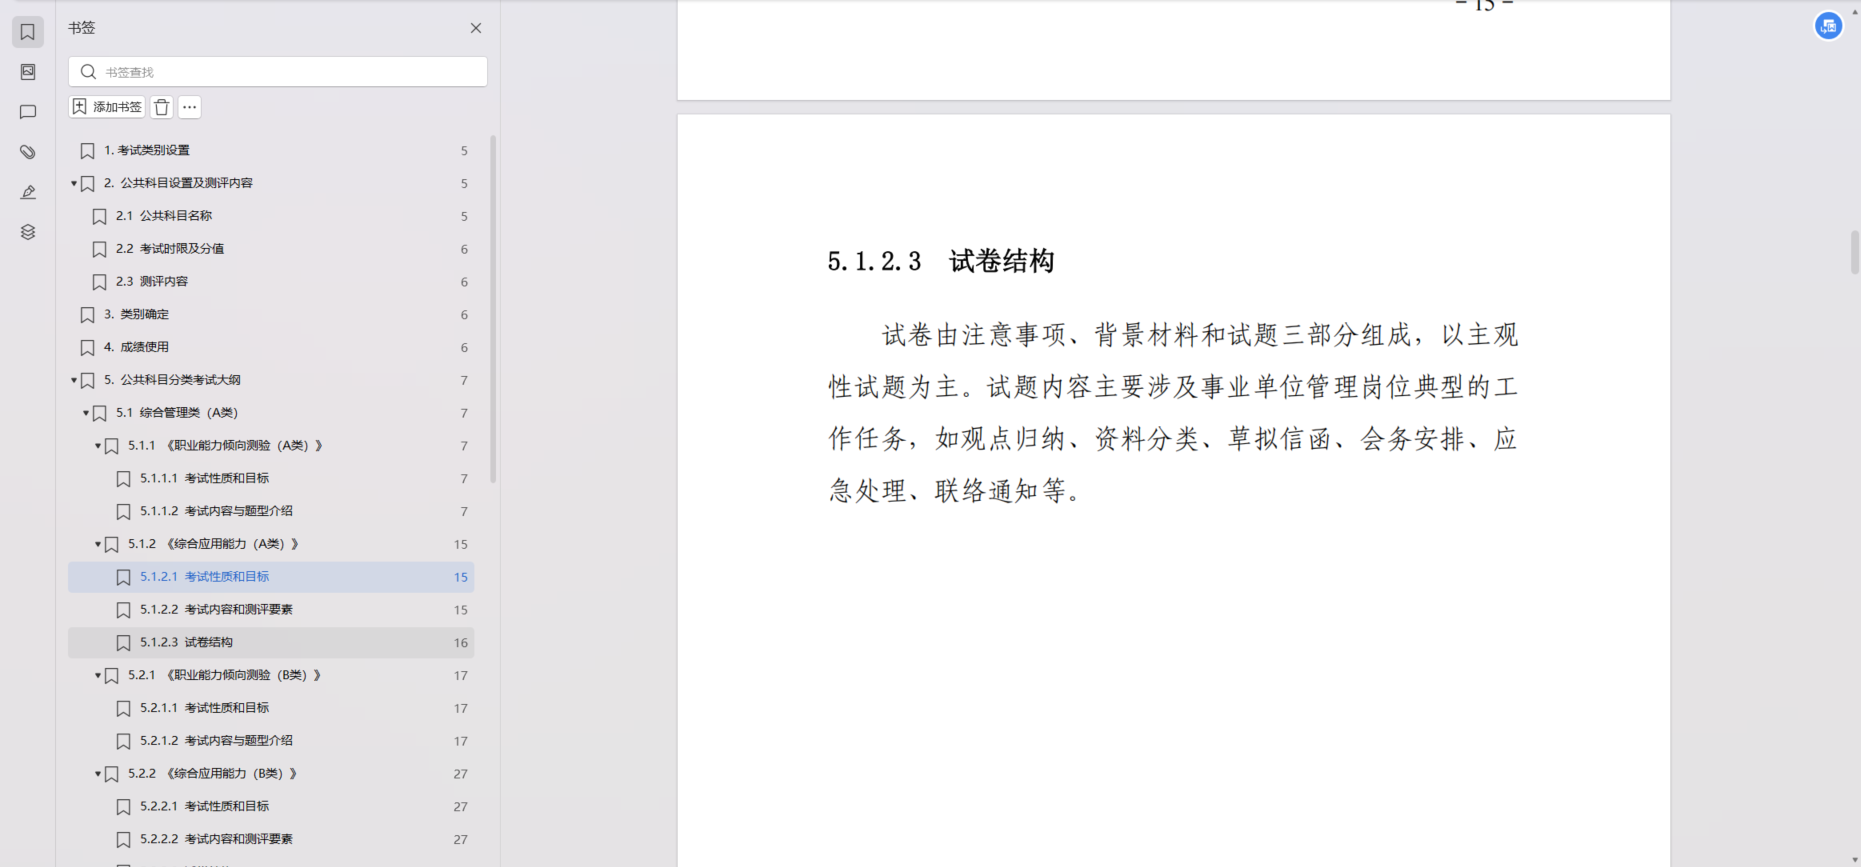 书签
书签查找
添加书签
1. 考试类别设置 5
2. 公共科目设置及测评内容 5
2.1 公共科目名称 5
2.2 考试时限及分值 6
2.3 测评内容 6
3. 类别确定 6
4. 成绩使用 6
5. 公共科目分类考试大纲 7
5.1 综合管理类（A类） 7
5.1.1 《职业能力倾向测验（A类）》 7
5.1.1.1 考试性质和目标 7
5.1.1.2 考试内容与题型介绍 7
5.1.2 《综合应用能力（A类）》 15
5.1.2.1 考试性质和目标 15
5.1.2.2 考试内容和测评要素 15
5.1.2.3 试卷结构 16
5.2.1 《职业能力倾向测验（B类）》 17
5.2.1.1 考试性质和目标 17
5.2.1.2 考试内容与题型介绍 17
5.2.2 《综合应用能力（B类）》 27
5.2.2.1 考试性质和目标 27
5.2.2.2 考试内容和测评要素 27
– 15 –
5.1.2.3 试卷结构
试卷由注意事项、背景材料和试题三部分组成，以主观
性试题为主。试题内容主要涉及事业单位管理岗位典型的工
作任务，如观点归纳、资料分类、草拟信函、会务安排、应
急处理、联络通知等。